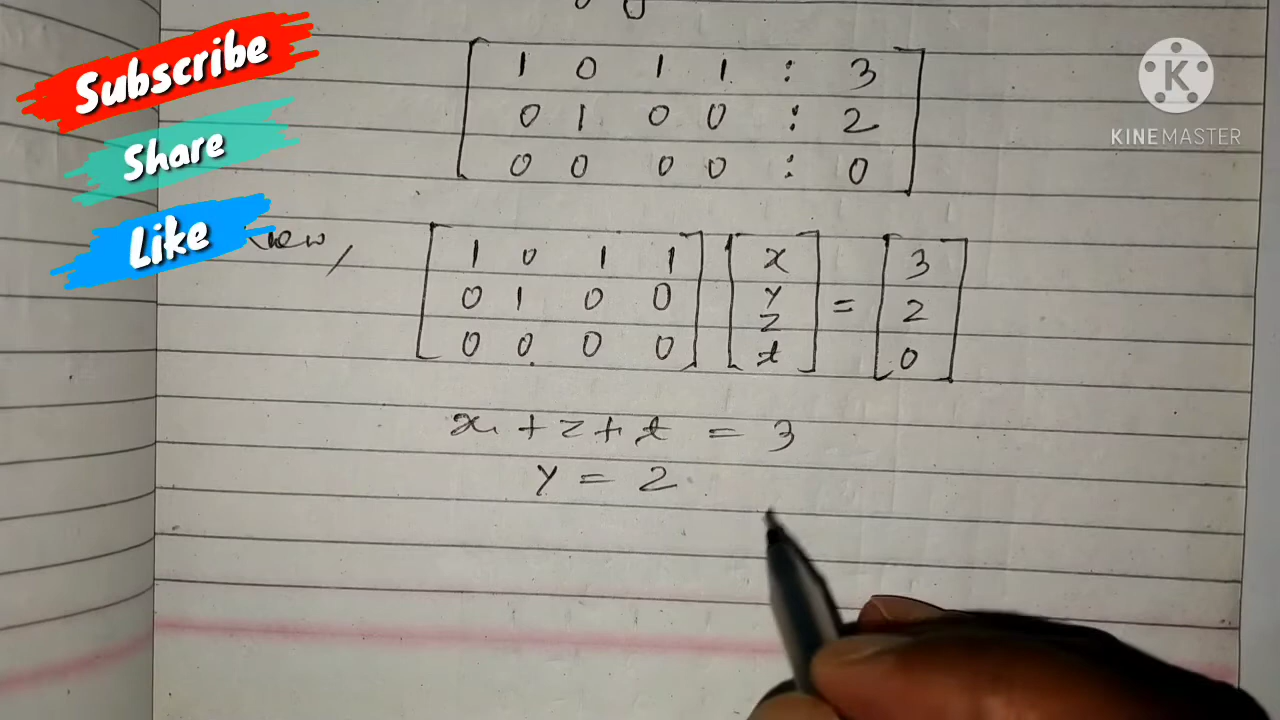 Subscribe
Share
Like
KINEMASTER
1 0 1 1 : 3
0 1 0 0 : 2
0 0 0 0 : 0
1 0 1 1 x 3
0 1 0 0 y = 2
z
0 0 0 0 t 0
x + z + t = 3
y = 2